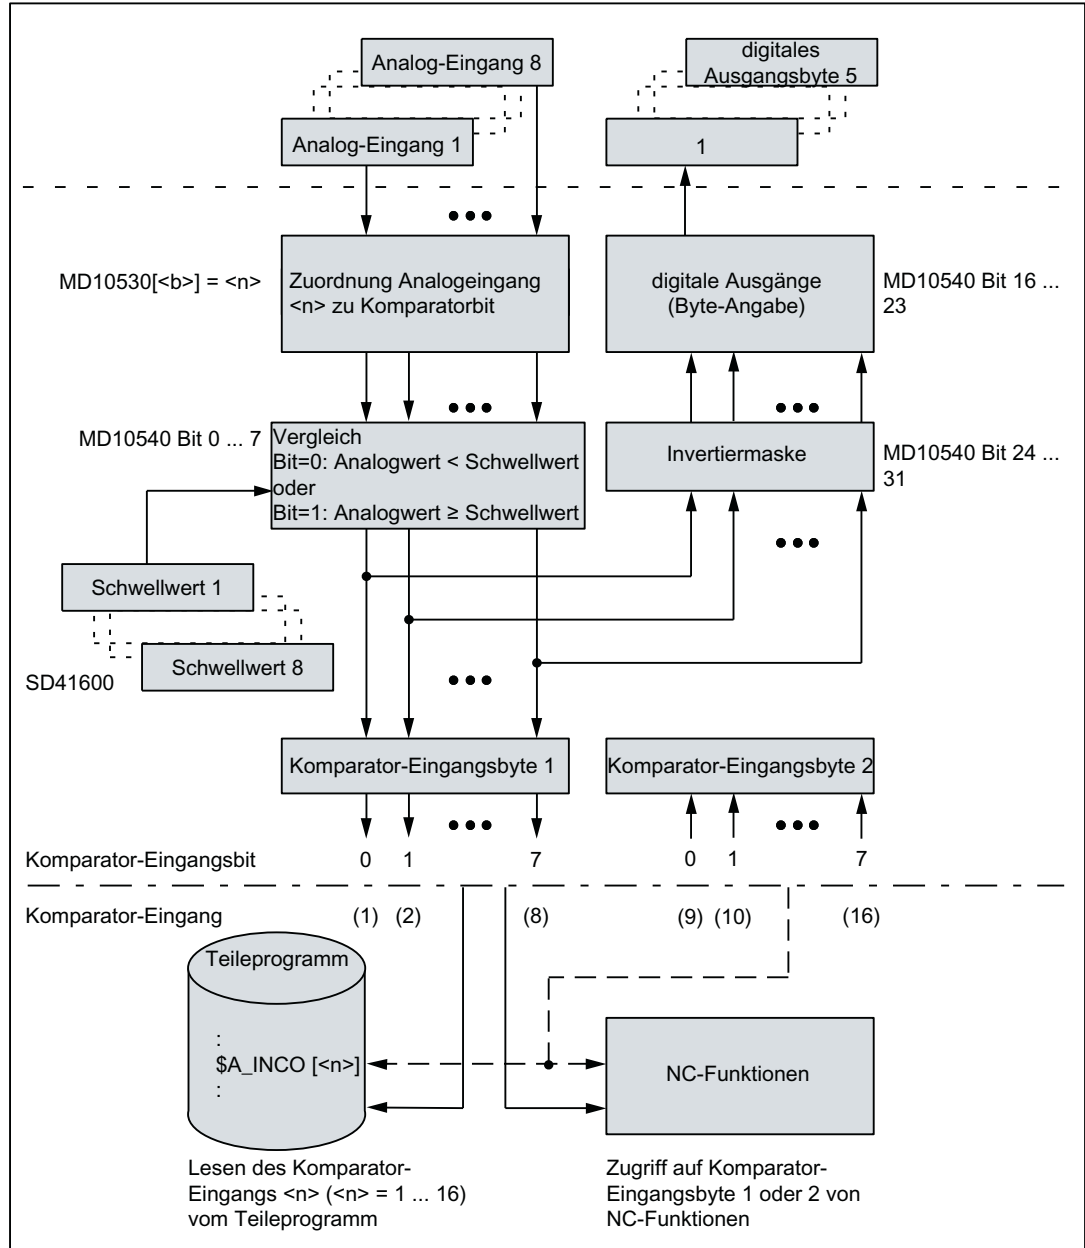 Analog-Eingang 8
digitales
Ausgangsbyte 5
Analog-Eingang 1
1
MD10530[<b>] = <n>
Zuordnung Analogeingang
<n> zu Komparatorbit
digitale Ausgänge
(Byte-Angabe)
MD10540 Bit 16 ...
23
MD10540 Bit 0 ... 7
Vergleich
Bit=0: Analogwert < Schwellwert
oder
Bit=1: Analogwert ≥ Schwellwert
Invertiermaske
MD10540 Bit 24 ...
31
Schwellwert 1
Schwellwert 8
SD41600
Komparator-Eingangsbyte 1
Komparator-Eingangsbyte 2
Komparator-Eingangsbit 0 1 7 0 1 7
Komparator-Eingang (1) (2) (8) (9) (10) (16)
Teileprogramm
:
$A_INCO [<n>]
:
NC-Funktionen
Lesen des Komparator-
Eingangs <n> (<n> = 1 ... 16)
vom Teileprogramm
Zugriff auf Komparator-
Eingangsbyte 1 oder 2 von
NC-Funktionen